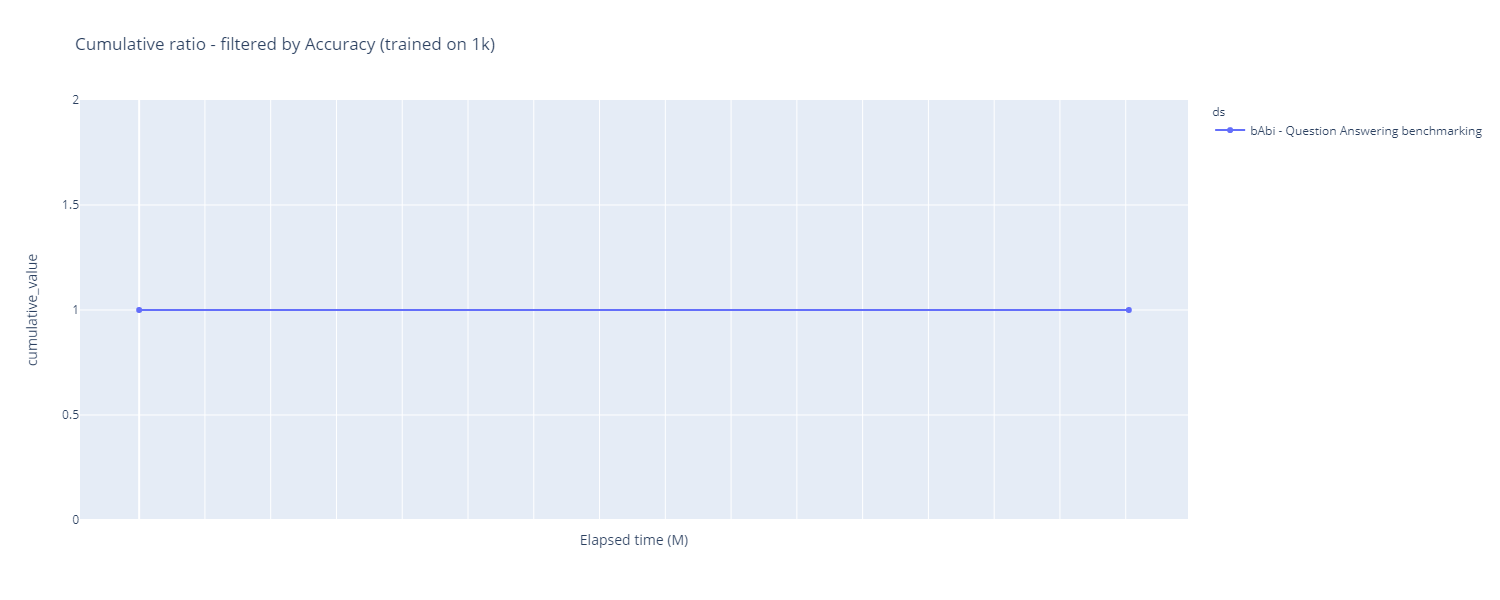 Cumulative ratio - filtered by Accuracy (trained on 1k)
2
1.5
1
0.5
0
cumulative_value
Elapsed time (M)
ds
bAbi - Question Answering benchmarking